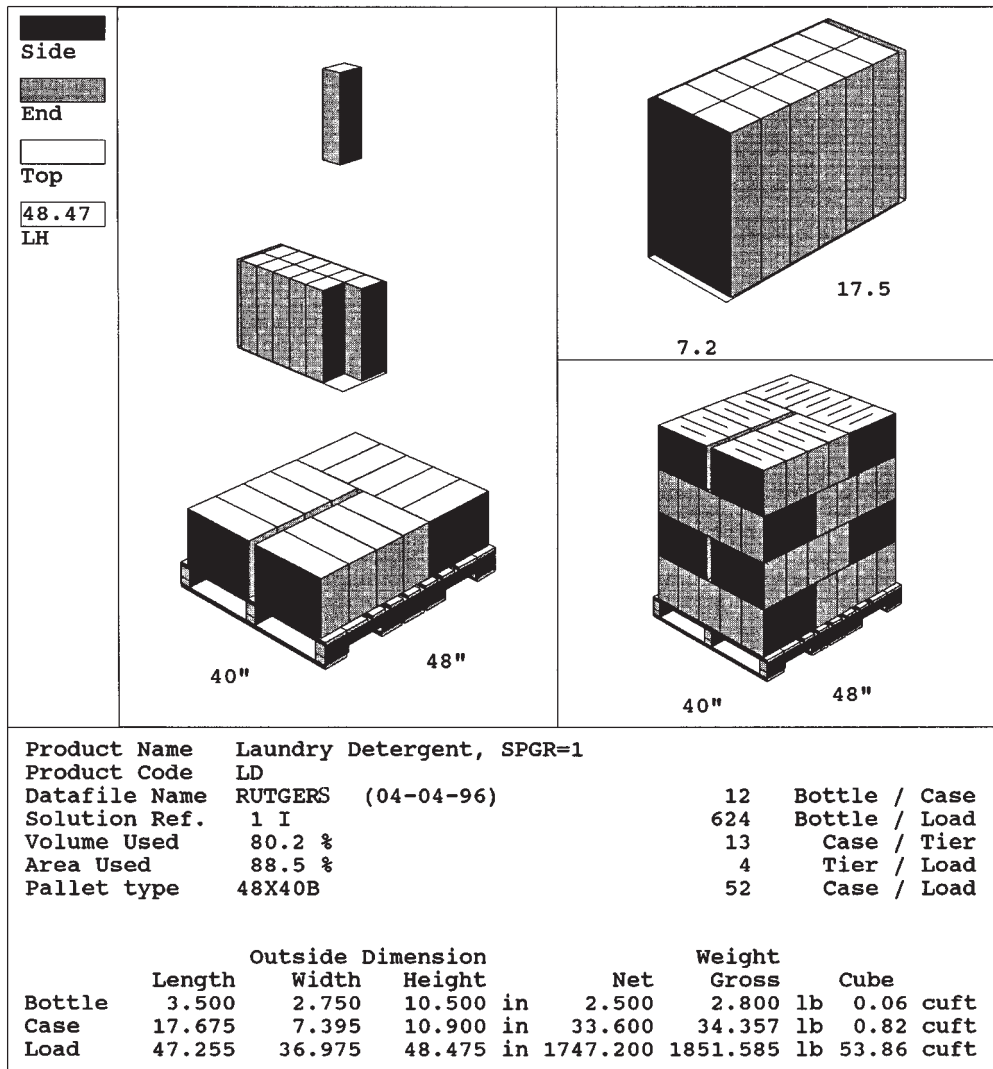 Side
End
Top
48.47
LH
17.5
7.2
40" 48"
40" 48"
Product Name Laundry Detergent, SPGR=1
Product Code LD
Datafile Name RUTGERS (04-04-96) 12 Bottle / Case
Solution Ref. 1 I 624 Bottle / Load
Volume Used 80.2 % 13 Case / Tier
Area Used 88.5 % 4 Tier / Load
Pallet type 48X40B 52 Case / Load
Outside Dimension Weight
Length Width Height Net Gross Cube
Bottle 3.500 2.750 10.500 in 2.500 2.800 lb 0.06 cuft
Case 17.675 7.395 10.900 in 33.600 34.357 lb 0.82 cuft
Load 47.255 36.975 48.475 in 1747.200 1851.585 lb 53.86 cuft